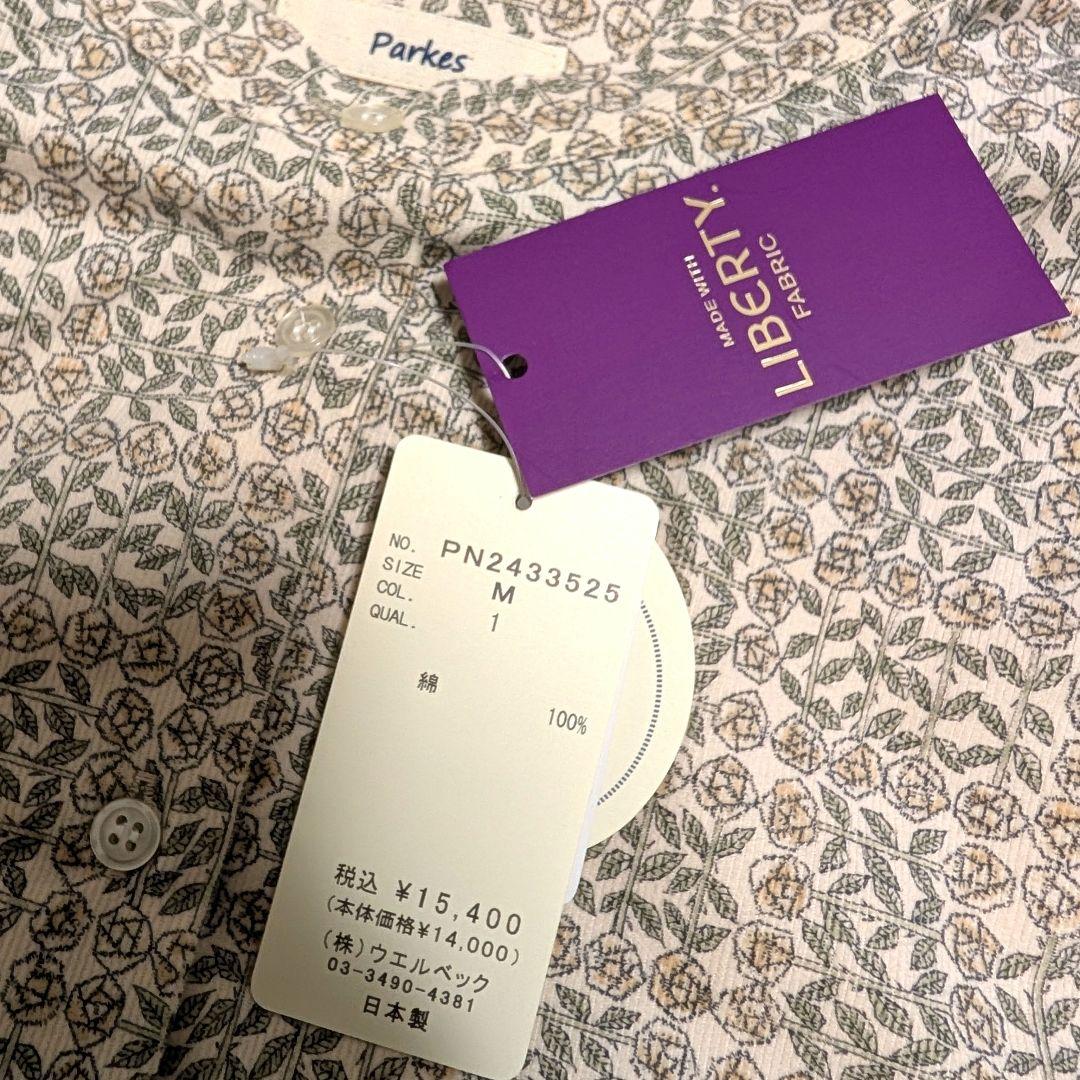 Parkes
MADE WITH
LIBERTY.
FABRIC
NO. PN2433525
SIZE M
COL. 1
QUAL.
綿
100%
税込 ¥15,400
(本体価格¥14,000)
(株)ウエルベック
03-3490-4381
日本製